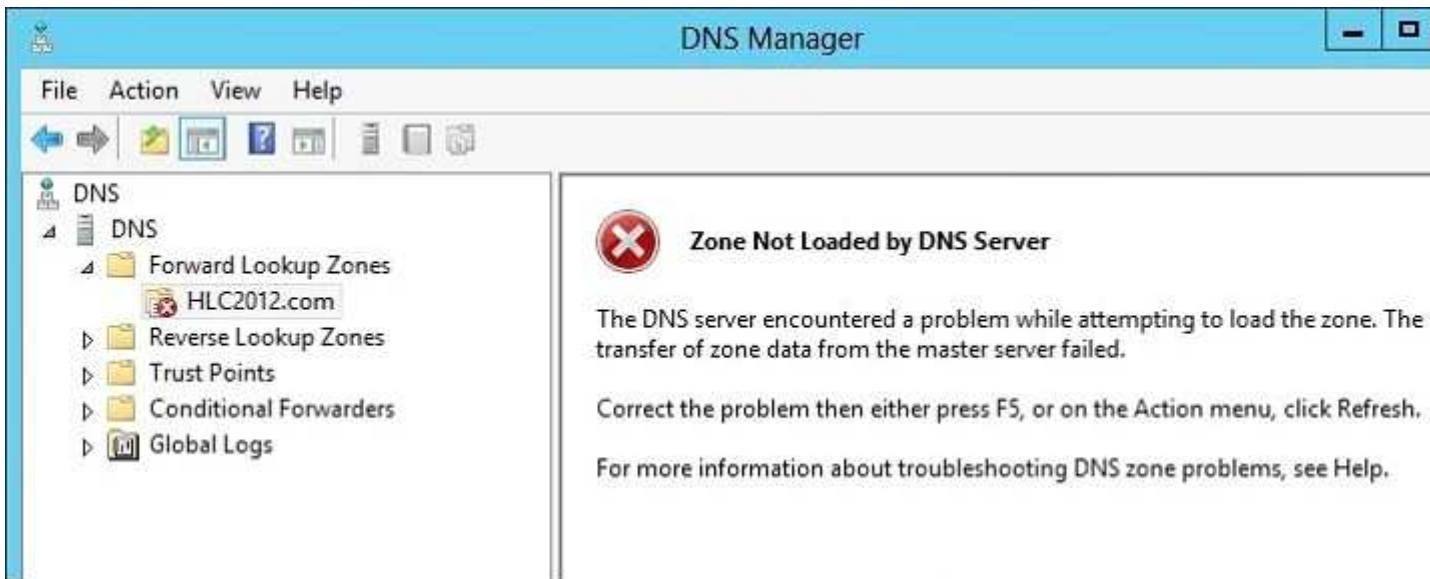 DNS Manager
File Action View Help
DNS
DNS
Forward Lookup Zones
HLC2012.com
Reverse Lookup Zones
Trust Points
Conditional Forwarders
Global Logs
Zone Not Loaded by DNS Server
The DNS server encountered a problem while attempting to load the zone. The
transfer of zone data from the master server failed.
Correct the problem then either press F5, or on the Action menu, click Refresh.
For more information about troubleshooting DNS zone problems, see Help.